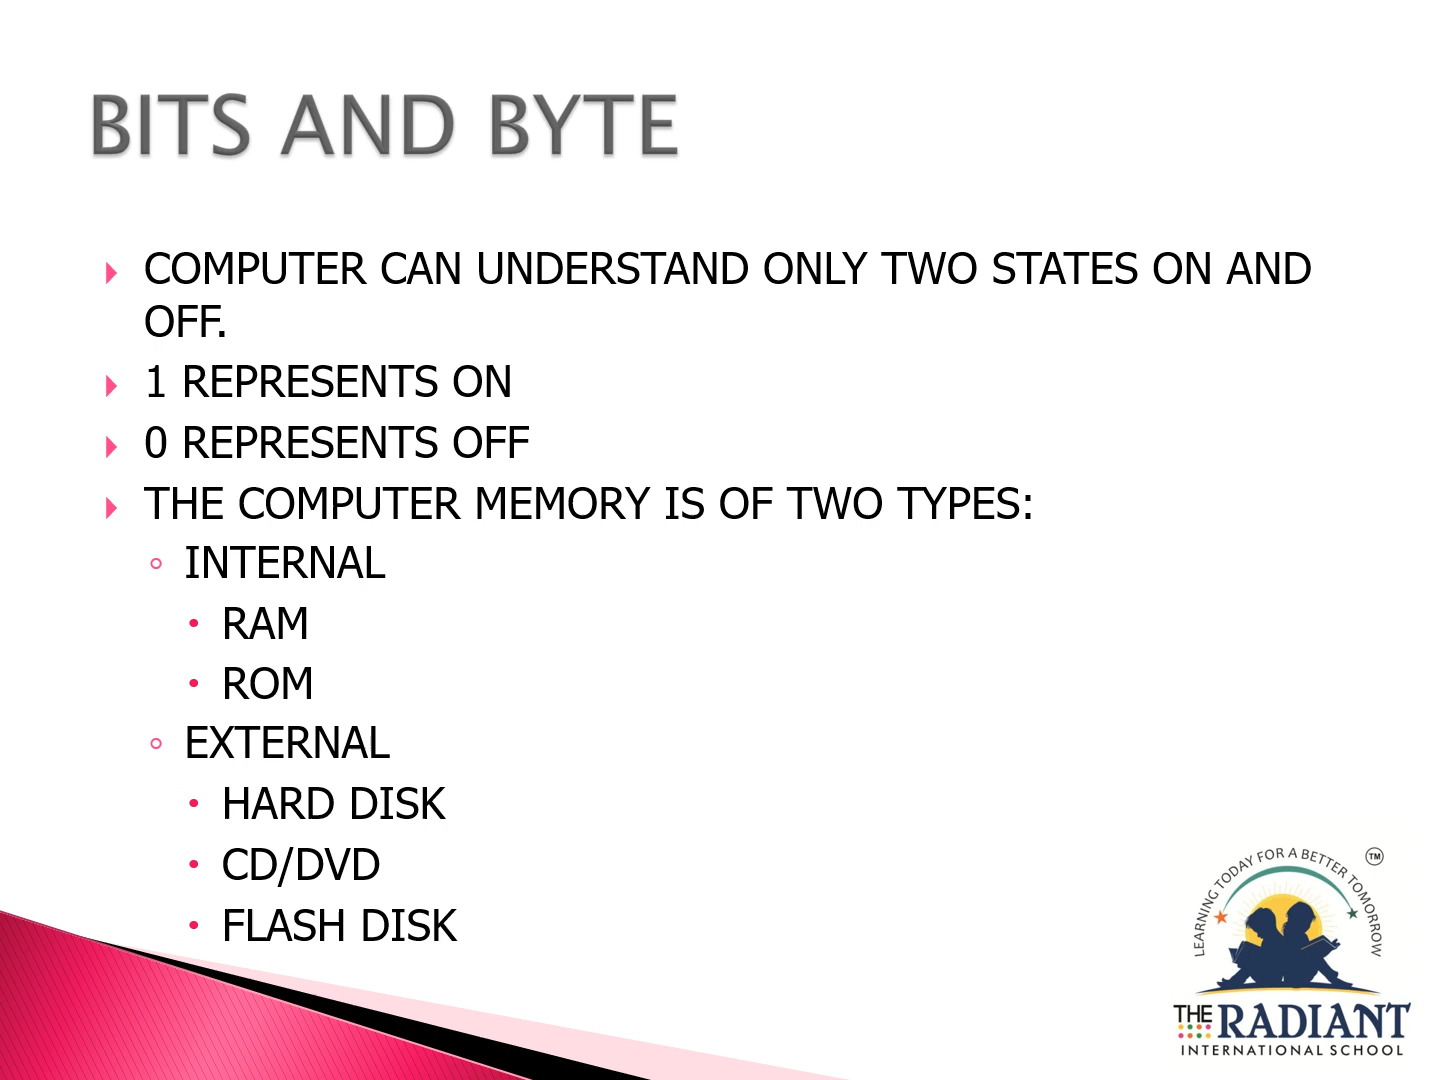 BITS AND BYTE
COMPUTER CAN UNDERSTAND ONLY TWO STATES ON AND
OFF.
1 REPRESENTS ON
0 REPRESENTS OFF
THE COMPUTER MEMORY IS OF TWO TYPES:
INTERNAL
RAM
ROM
EXTERNAL
HARD DISK
CD/DVD
FLASH DISK
LEARNING TODAY FOR A BETTER TOMORROW
TM
THE RADIANT
INTERNATIONAL SCHOOL